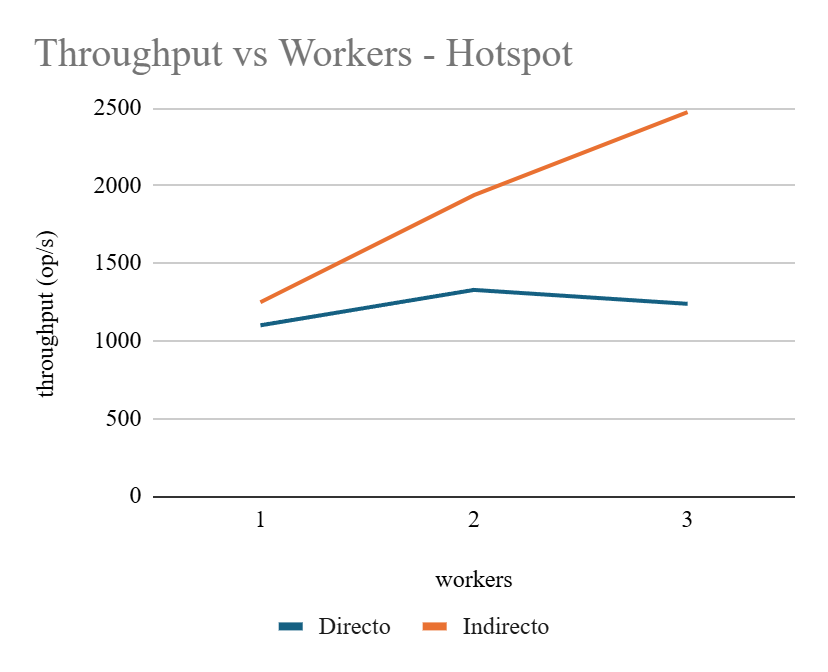 Throughput vs Workers - Hotspot
throughput (op/s)
2500
2000
1500
1000
500
0
1 2 3
workers
Directo Indirecto